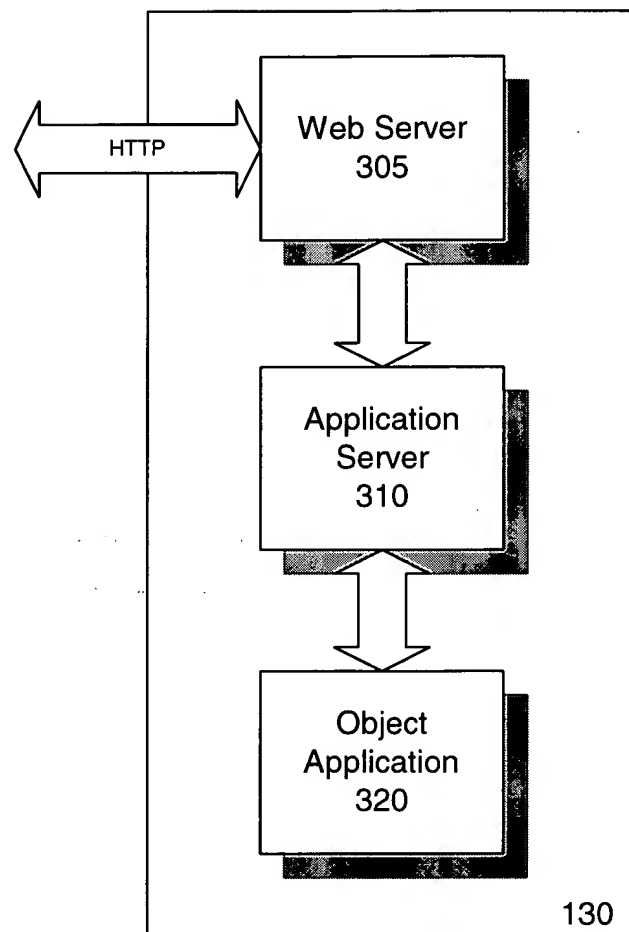 HTTP
Web Server
305
Application
Server
310
Object
Application
320
130